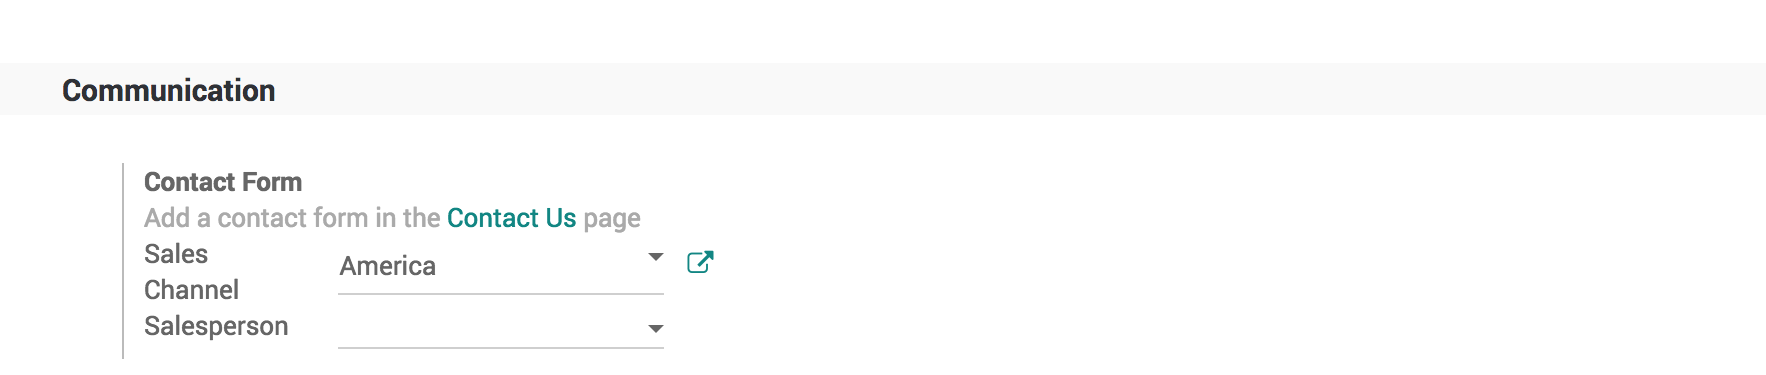 Communication
Contact Form
Add a contact form in the Contact Us page
Sales
Channel
America
Salesperson